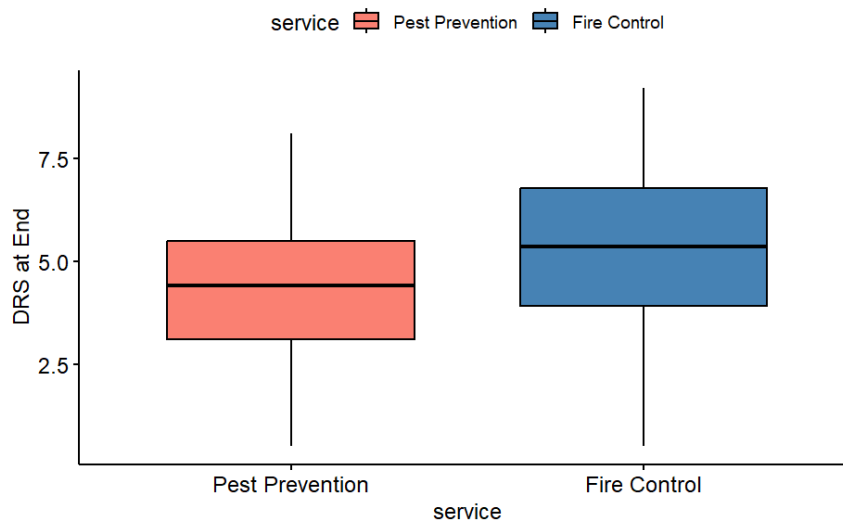 service Pest Prevention Fire Control
DRS at End
7.5
5.0
2.5
Pest Prevention Fire Control
service